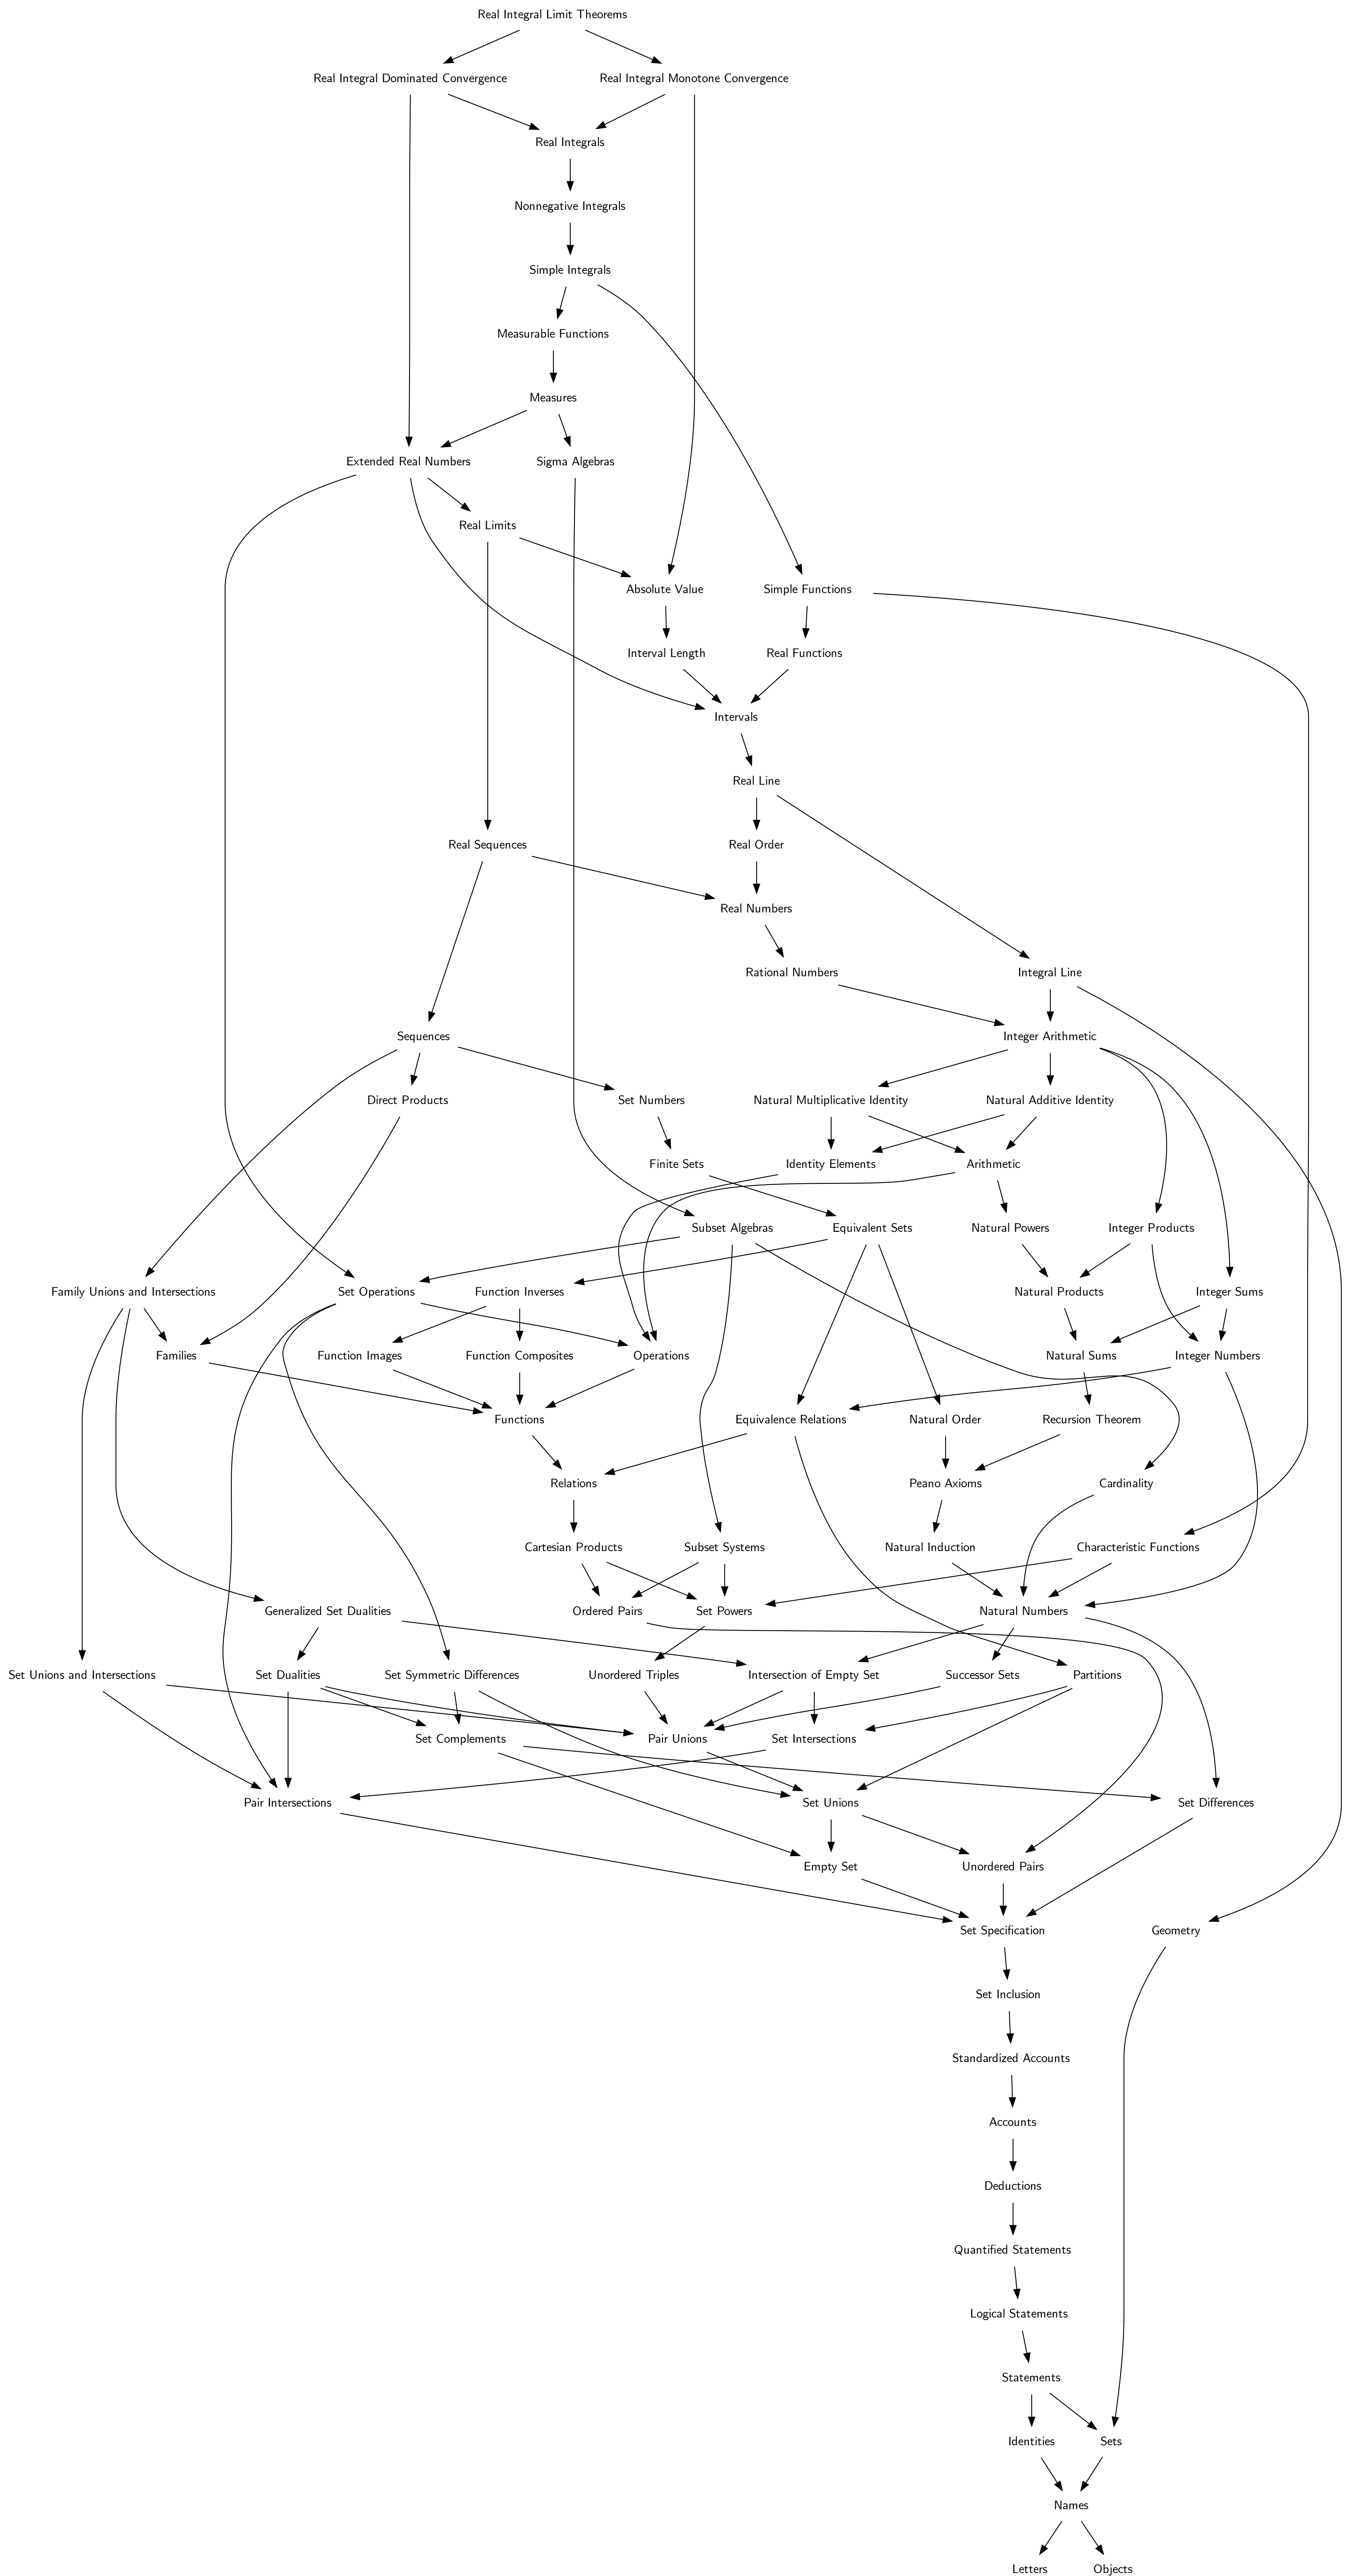 Real Integral Limit Theorems
Real Integral Dominated Convergence
Real Integral Monotone Convergence
Real Integrals
Nonnegative Integrals
Simple Integrals
Measurable Functions
Measures
Extended Real Numbers
Sigma Algebras
Real Limits
Absolute Value
Simple Functions
Interval Length
Real Functions
Intervals
Real Line
Real Sequences
Real Order
Real Numbers
Rational Numbers
Integral Line
Sequences
Integer Arithmetic
Direct Products
Set Numbers
Natural Multiplicative Identity
Natural Additive Identity
Finite Sets
Identity Elements
Arithmetic
Subset Algebras
Equivalent Sets
Natural Powers
Integer Products
Family Unions and Intersections
Set Operations
Function Inverses
Natural Products
Integer Sums
Families
Function Images
Function Composites
Operations
Natural Sums
Integer Numbers
Functions
Equivalence Relations
Natural Order
Recursion Theorem
Relations
Peano Axioms
Cardinality
Cartesian Products
Subset Systems
Natural Induction
Characteristic Functions
Generalized Set Dualities
Ordered Pairs
Set Powers
Natural Numbers
Set Unions and Intersections
Set Dualities
Set Symmetric Differences
Unordered Triples
Intersection of Empty Set
Successor Sets
Partitions
Set Complements
Pair Unions
Set Intersections
Pair Intersections
Set Unions
Set Differences
Empty Set
Unordered Pairs
Set Specification
Geometry
Set Inclusion
Standardized Accounts
Accounts
Deductions
Quantified Statements
Logical Statements
Statements
Identities
Sets
Names
Letters
Objects